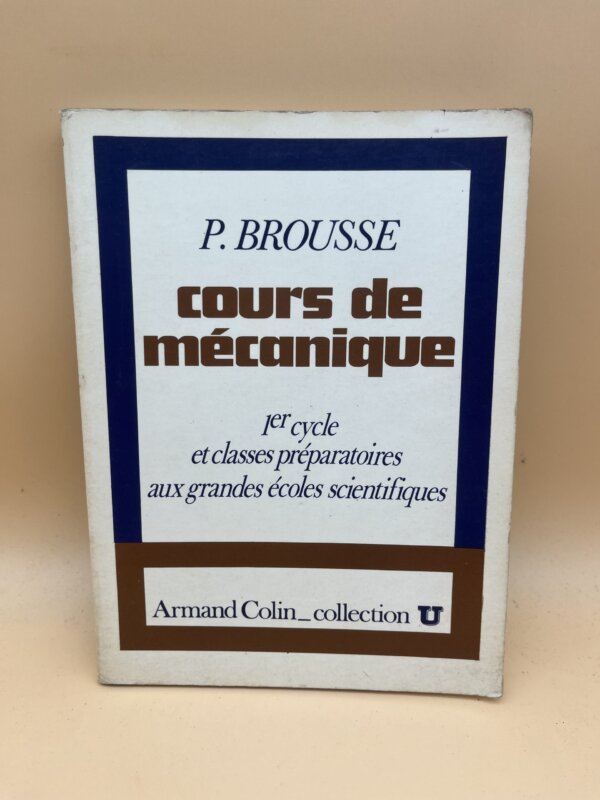 P. BROUSSE
cours de
mécanique
1er cycle
et classes préparatoires
aux grandes écoles scientifiques
Armand Colin_collection U